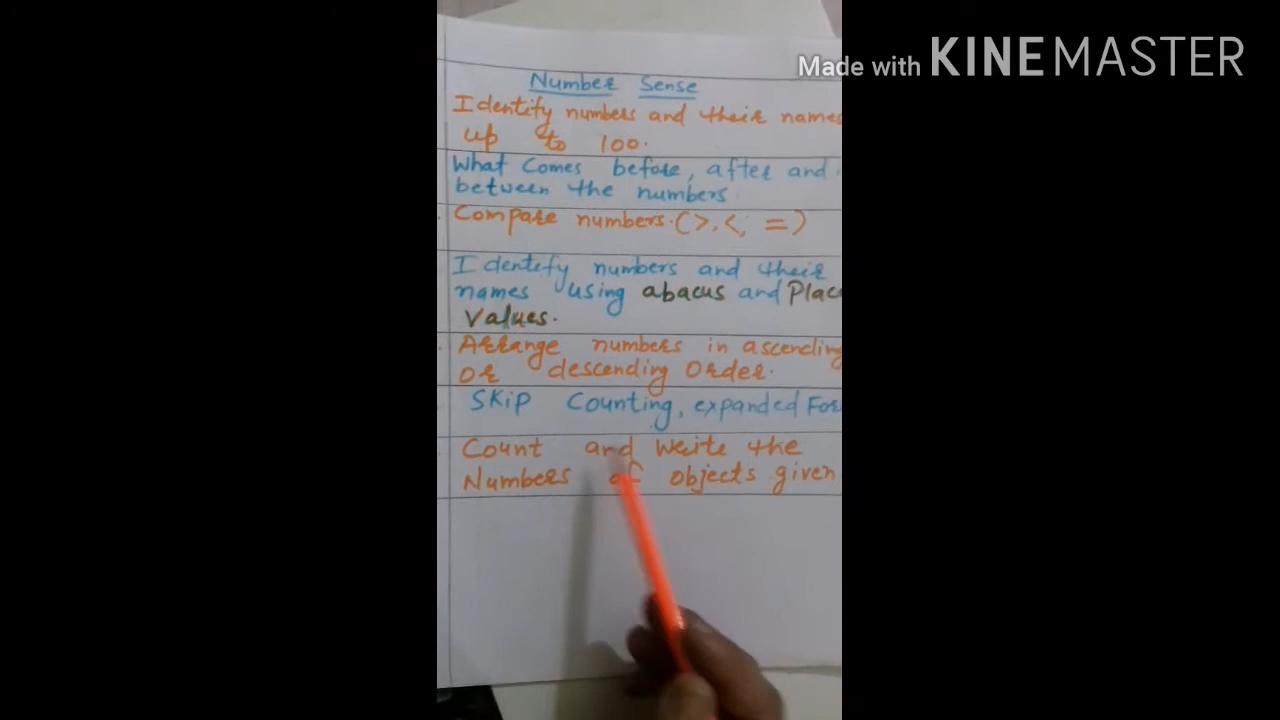 Made with KINEMASTER
Number Sense
Identify numbers and their names
up to 100.
What comes before, after and
between the numbers
Compare numbers. (>, <, =)
Identify numbers and their
names using abacus and Plac
Values.
Arrange numbers in ascending
or descending order.
Skip Counting, expanded For
Count and write the
Numbers of objects given